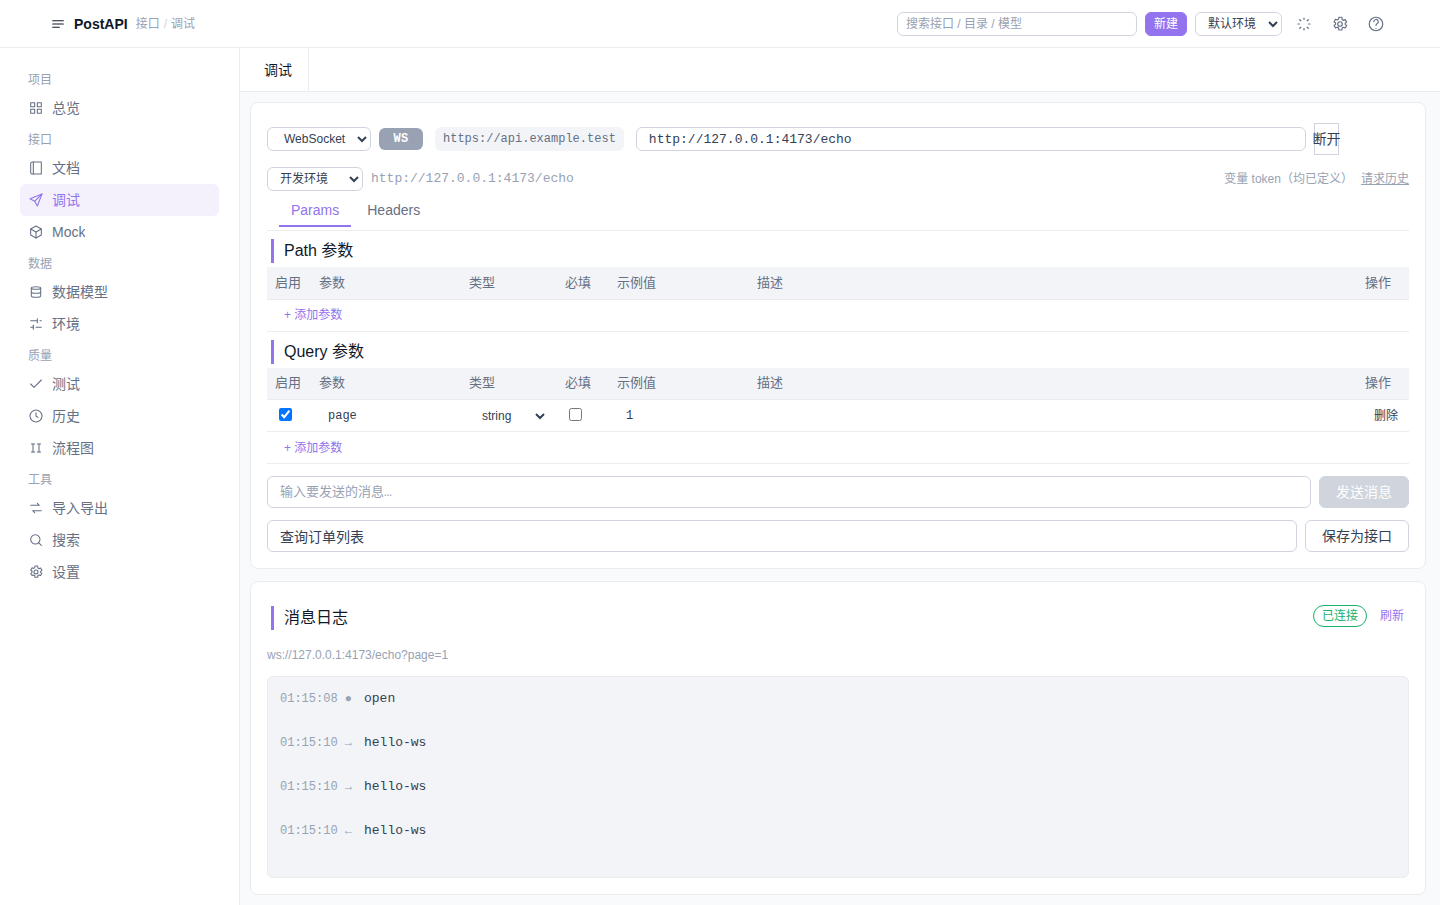 PostAPI 接口 / 调试
搜索接口 / 目录 / 模型
新建
默认环境
项目
总览
接口
文档
调试
Mock
数据
数据模型
环境
质量
测试
历史
流程图
工具
导入导出
搜索
设置
调试
WebSocket WS https://api.example.test http://127.0.0.1:4173/echo 断开
开发环境 http://127.0.0.1:4173/echo 变量 token（均已定义） 请求历史
Params Headers
Path 参数
启用 参数 类型 必填 示例值 描述 操作
+ 添加参数
Query 参数
启用 参数 类型 必填 示例值 描述 操作
page string 1 删除
+ 添加参数
输入要发送的消息... 发送消息
查询订单列表 保存为接口
消息日志 已连接 刷新
ws://127.0.0.1:4173/echo?page=1
01:15:08 ● open
01:15:10 → hello-ws
01:15:10 → hello-ws
01:15:10 ← hello-ws